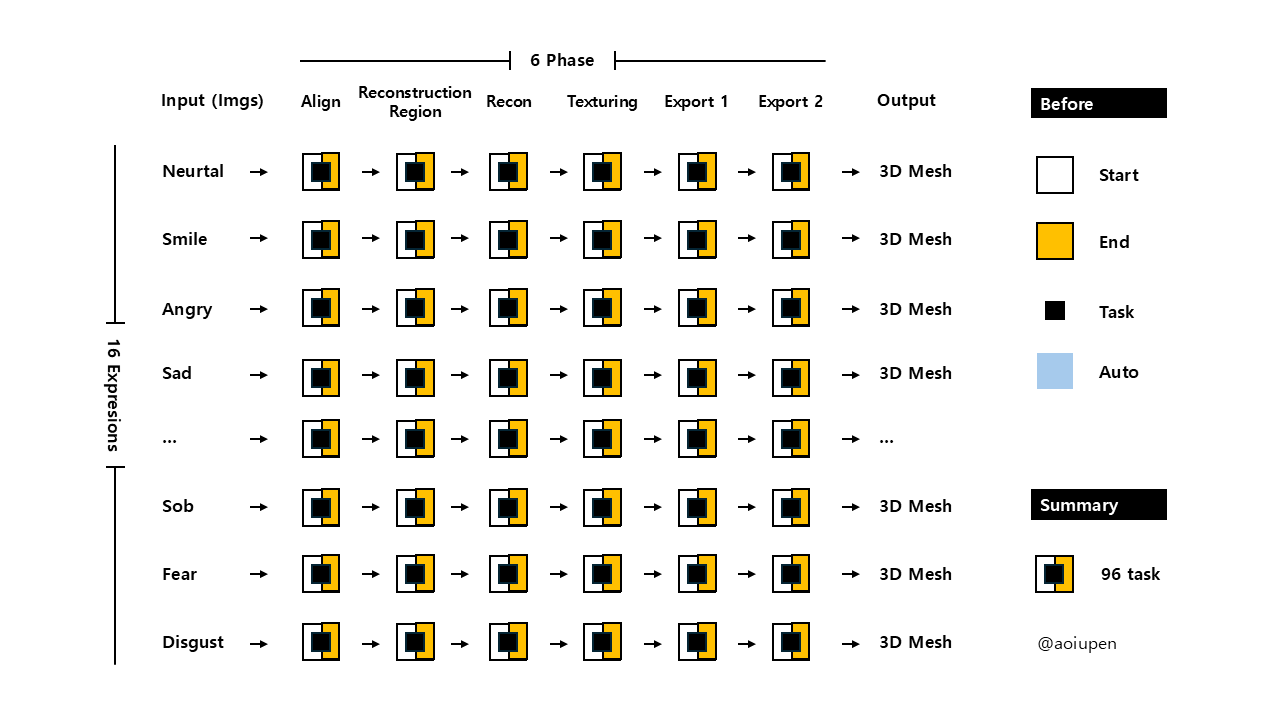 6 Phase
Input (Imgs)
Align
Reconstruction
Region
Recon
Texturing
Export 1
Export 2
Output
Before
Neurtal
3D Mesh
Start
Smile
3D Mesh
End
Angry
3D Mesh
Task
16 Expresions
Sad
3D Mesh
Auto
...
...
Sob
3D Mesh
Summary
Fear
3D Mesh
96 task
Disgust
3D Mesh
@aoiupen